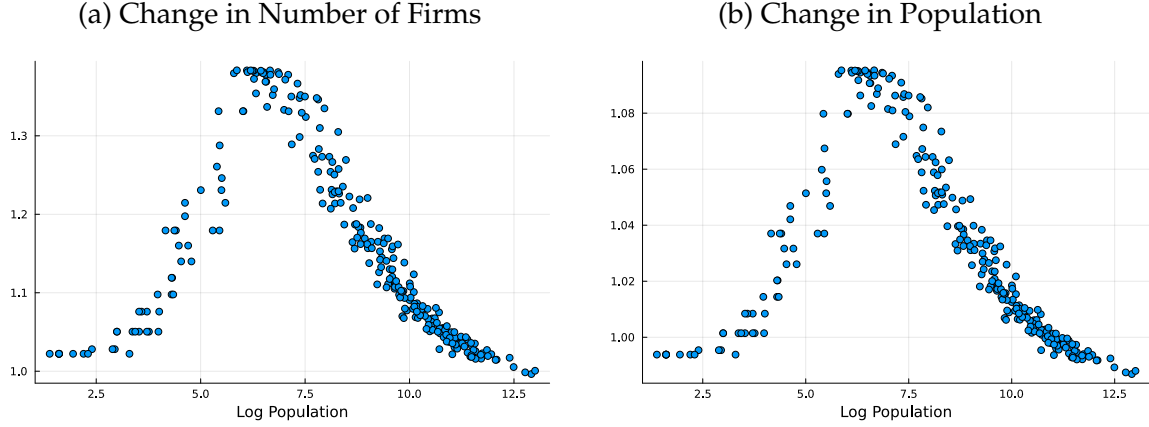 (a) Change in Number of Firms
(b) Change in Population
1.3
1.2
1.1
1.0
2.5 5.0 7.5 10.0 12.5
Log Population
1.08
1.06
1.04
1.02
1.00
2.5 5.0 7.5 10.0 12.5
Log Population